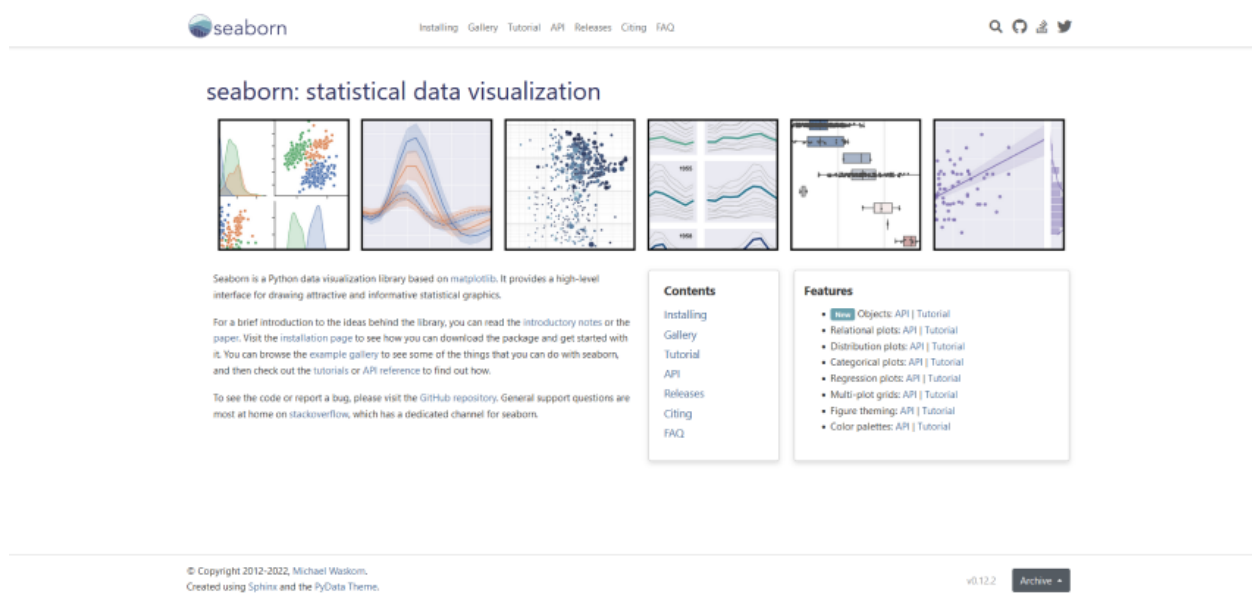 seaborn
Installing Gallery Tutorial API Releases Citing FAQ
seaborn: statistical data visualization
1955
1956
Seaborn is a Python data visualization library based on matplotlib. It provides a high-level
interface for drawing attractive and informative statistical graphics.
For a brief introduction to the ideas behind the library, you can read the introductory notes or the
paper. Visit the installation page to see how you can download the package and get started with
it. You can browse the example gallery to see some of the things that you can do with seaborn,
and then check out the tutorials or API reference to find out how.
To see the code or report a bug, please visit the GitHub repository. General support questions are
most at home on stackoverflow, which has a dedicated channel for seaborn.
Contents
Installing
Gallery
Tutorial
API
Releases
Citing
FAQ
Features
• New Objects: API | Tutorial
• Relational plots: API | Tutorial
• Distribution plots: API | Tutorial
• Categorical plots: API | Tutorial
• Regression plots: API | Tutorial
• Multi-plot grids: API | Tutorial
• Figure theming: API | Tutorial
• Color palettes: API | Tutorial
© Copyright 2012-2022, Michael Waskom.
Created using Sphinx and the PyData Theme.
v0.12.2
Archive